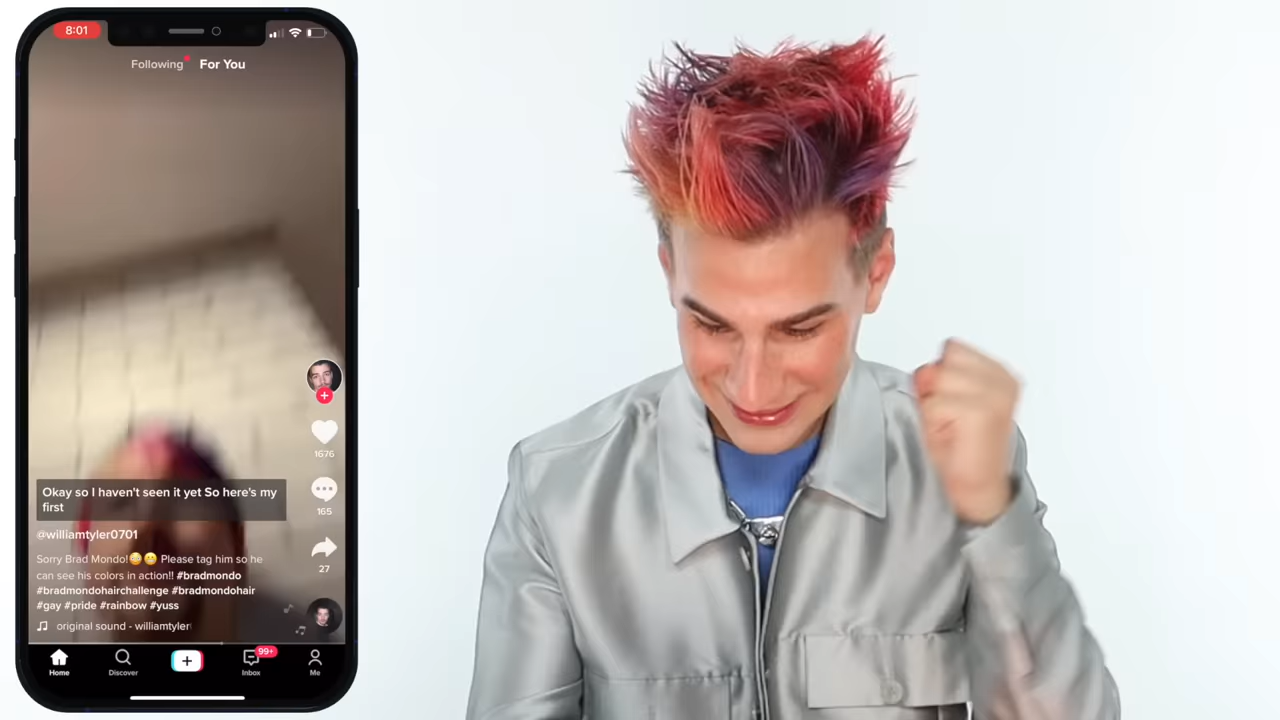 8:01
Following For You
1676
Okay so I haven't seen it yet So here's my
first
165
@williamtyler0701
Sorry Brad Mondo!😳🤭 Please tag him so he
can see his colors in action!! #bradmondo
#bradmondohairchallenge #bradmondohair
#gay #pride #rainbow #yuss
27
original sound - williamtyler
99+
Home Discover Inbox Me